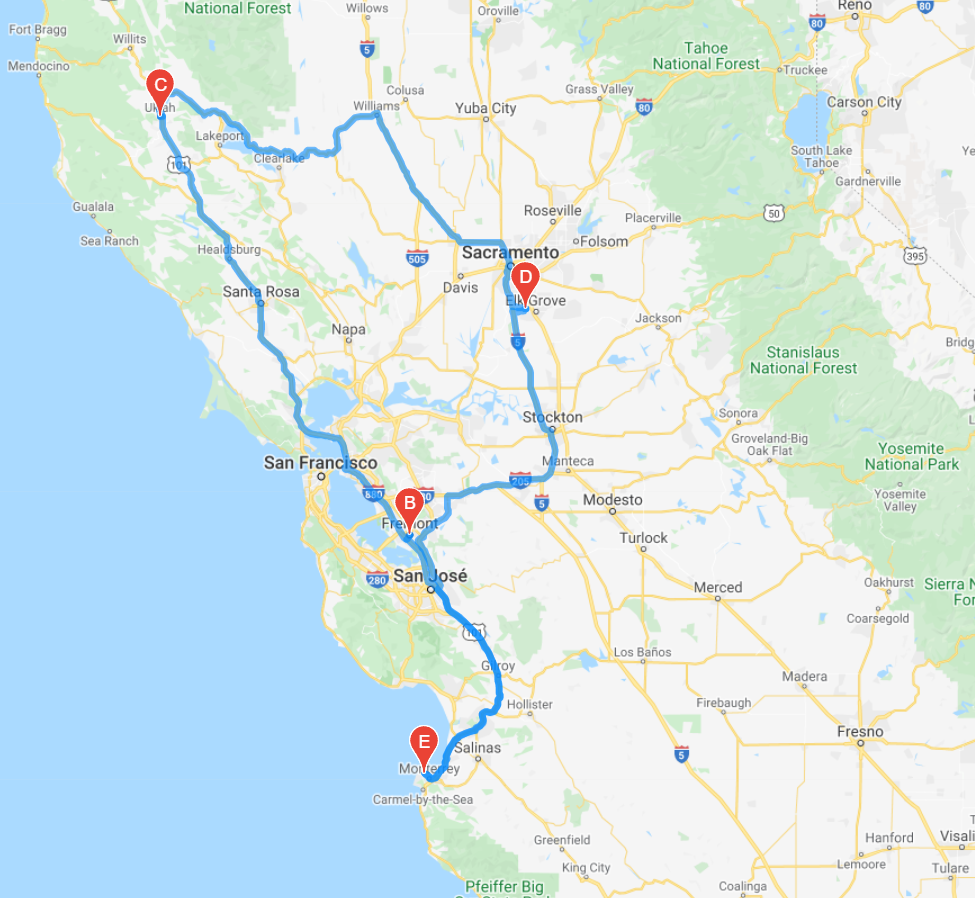 National Forest
Willows
Oroville
Reno
80
80
Fort Bragg
Willits
5
Mendocino
Tahoe
National Forest
Truckee
C
Colusa
Grass Valley
Ukiah
Williams
Yuba City
80
Carson City
Lakeport
101
Clearlake
South Lake
Tahoe
Ye
Gardnerville
Gualala
Roseville
Placerville
50
Sea Ranch
Healdsburg
505
Sacramento
Folsom
395
D
Davis
Santa Rosa
Elk Grove
Jackson
Napa
5
Bridg
Stanislaus
National Forest
Stockton
Sonora
Groveland-Big
Oak Flat
San Francisco
Manteca
Yosemite
National Park
205
880
B
5
Modesto
Yosemite
Valley
Fremont
Turlock
280
San José
Merced
Oakhurst
Sierra N
For
Coarsegold
101
Los Baños
Gilroy
Madera
Hollister
Firebaugh
E
Salinas
5
Fresno
Monterey
Carmel-by-the-Sea
Greenfield
Hanford
Visali
King City
Lemoore
Tulare
Pfeiffer Big
Coalinga